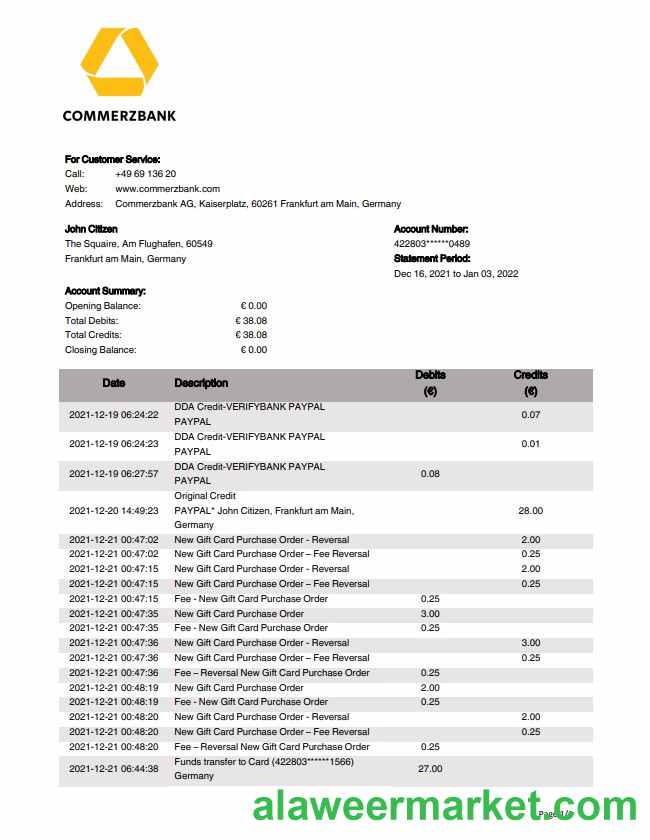 COMMERZBANK
For Customer Service:
Call: +49 69 136 20
Web: www.commerzbank.com
Address: Commerzbank AG, Kaiserplatz, 60261 Frankfurt am Main, Germany
John Citizen Account Number:
The Squaire, Am Flughafen, 60549 422803******0489
Frankfurt am Main, Germany Statement Period:
Dec 16, 2021 to Jan 03, 2022
Account Summary:
Opening Balance: € 0.00
Total Debits: € 38.08
Total Credits: € 38.08
Closing Balance: € 0.00
Date Description Debits (€) Credits (€)
2021-12-19 06:24:22 DDA Credit-VERIFYBANK PAYPAL 0.07
PAYPAL
2021-12-19 06:24:23 DDA Credit-VERIFYBANK PAYPAL 0.01
PAYPAL
2021-12-19 06:27:57 DDA Credit-VERIFYBANK PAYPAL 0.08
PAYPAL
Original Credit
2021-12-20 14:49:23 PAYPAL* John Citizen, Frankfurt am Main, 28.00
Germany
2021-12-21 00:47:02 New Gift Card Purchase Order - Reversal 2.00
2021-12-21 00:47:02 New Gift Card Purchase Order – Fee Reversal 0.25
2021-12-21 00:47:15 New Gift Card Purchase Order - Reversal 2.00
2021-12-21 00:47:15 New Gift Card Purchase Order – Fee Reversal 0.25
2021-12-21 00:47:15 Fee - New Gift Card Purchase Order 0.25
2021-12-21 00:47:35 New Gift Card Purchase Order 3.00
2021-12-21 00:47:35 Fee - New Gift Card Purchase Order 0.25
2021-12-21 00:47:36 New Gift Card Purchase Order - Reversal 3.00
2021-12-21 00:47:36 New Gift Card Purchase Order – Fee Reversal 0.25
2021-12-21 00:47:36 Fee – Reversal New Gift Card Purchase Order 0.25
2021-12-21 00:48:19 New Gift Card Purchase Order 2.00
2021-12-21 00:48:19 Fee - New Gift Card Purchase Order 0.25
2021-12-21 00:48:20 New Gift Card Purchase Order - Reversal 2.00
2021-12-21 00:48:20 New Gift Card Purchase Order – Fee Reversal 0.25
2021-12-21 00:48:20 Fee – Reversal New Gift Card Purchase Order 0.25
2021-12-21 06:44:38 Funds transfer to Card (422803******1566) 27.00
Germany
alaweermarket.com